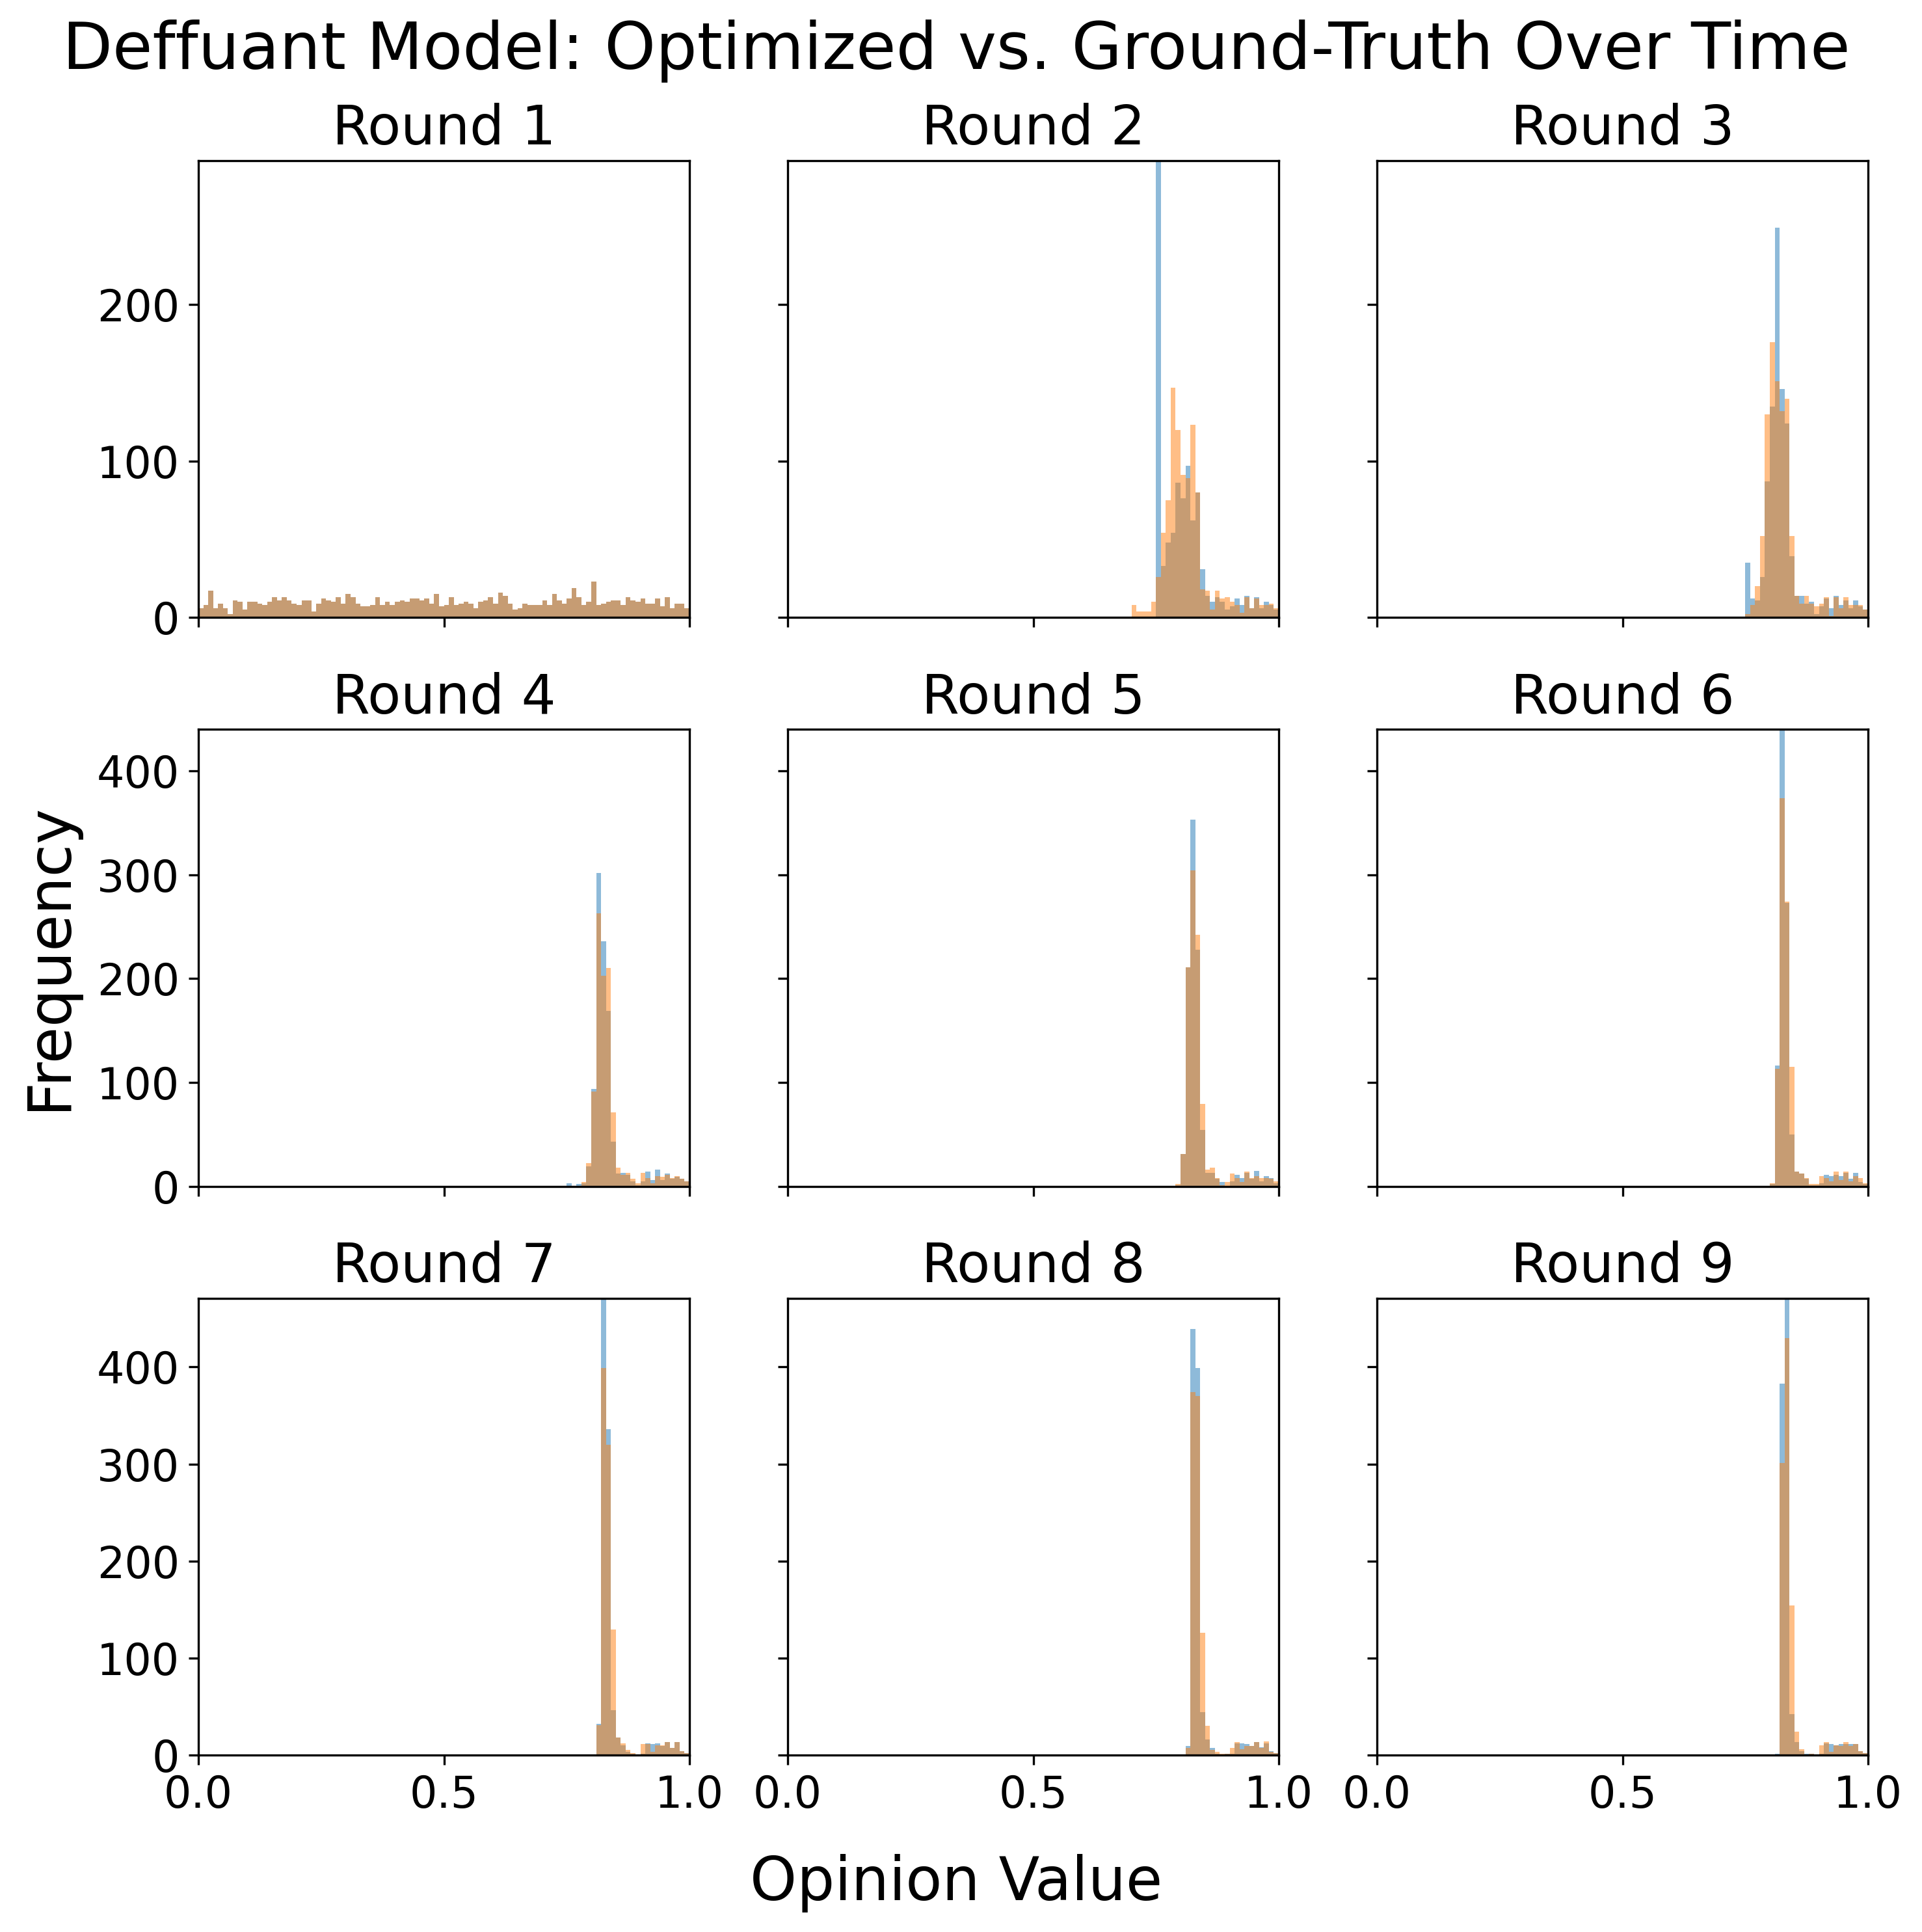 Deffuant Model: Optimized vs. Ground-Truth Over Time
Round 1
Round 2
Round 3
200
100
0
Round 4
Round 5
Round 6
400
300
200
100
0
Frequency
Round 7
Round 8
Round 9
400
300
200
100
0
0.0 0.5 1.0 0.0 0.5 1.0 0.0 0.5 1.0
Opinion Value